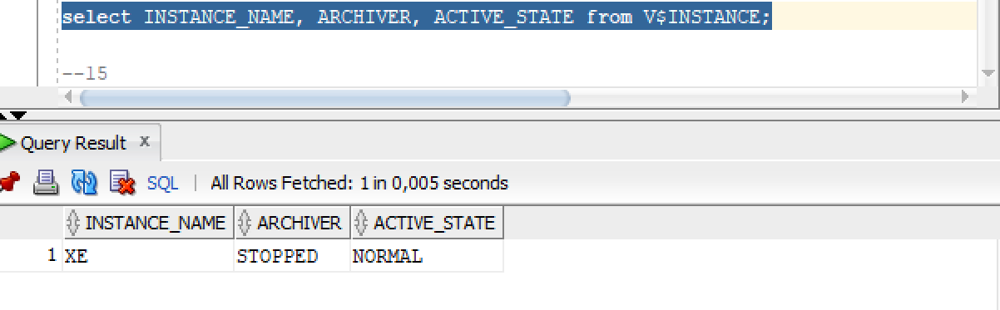 select INSTANCE_NAME, ARCHIVER, ACTIVE_STATE from V$INSTANCE;
--15
Query Result x
SQL | All Rows Fetched: 1 in 0,005 seconds
INSTANCE_NAME ARCHIVER ACTIVE_STATE
1 XE STOPPED NORMAL